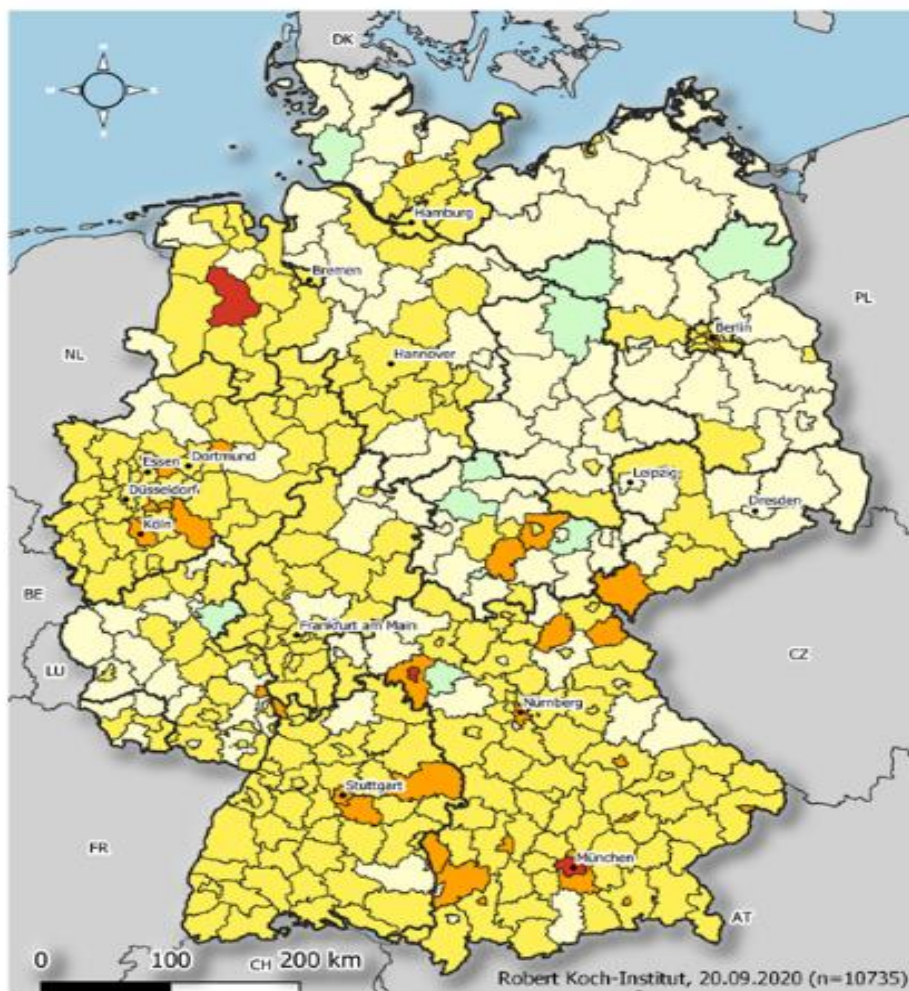 DK
Hamburg
Bremen
PL
Berlin
NL
Hannover
Essen
Dortmund
Leipzig
Düsseldorf
Dresden
Köln
BE
Frankfurt am Main
LU
CZ
Nürnberg
Stuttgart
FR
München
AT
0 100 200 km
CH
Robert Koch-Institut, 20.09.2020 (n=10735)